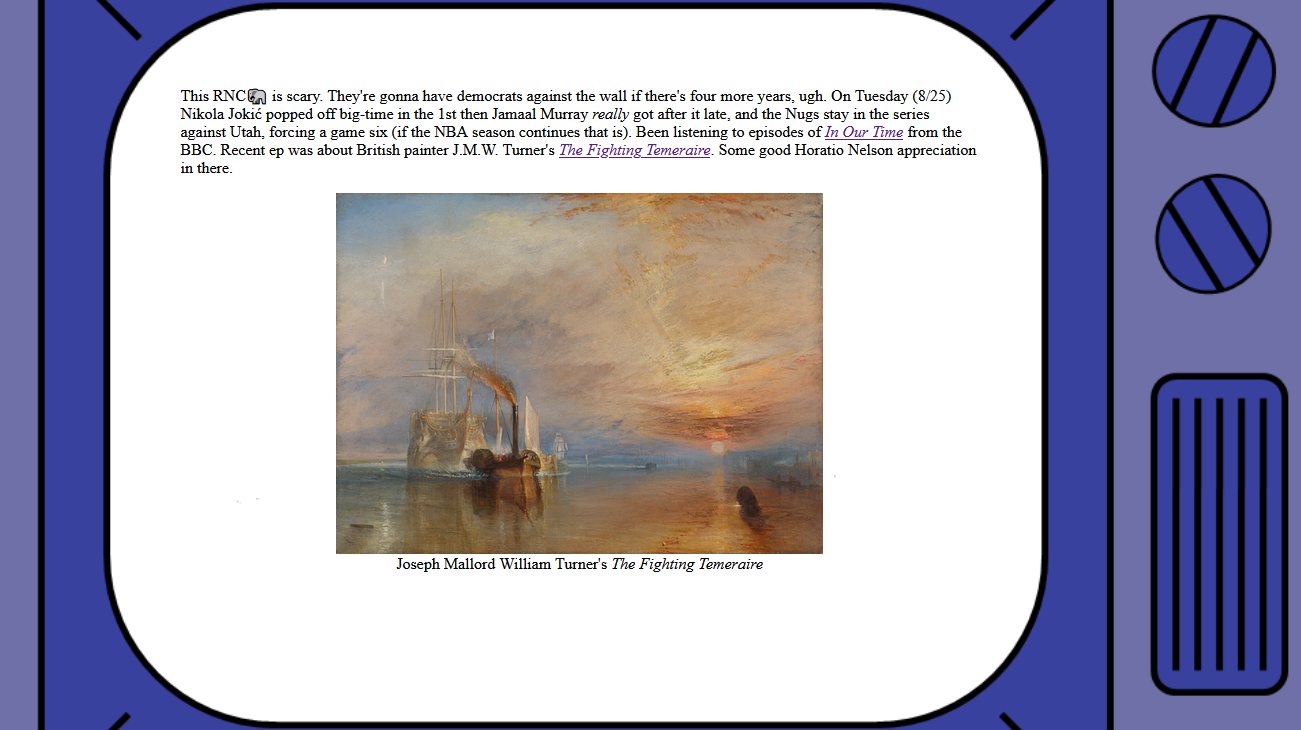 This RNC🐘 is scary. They're gonna have democrats against the wall if there's four more years, ugh. On Tuesday (8/25)
Nikola Jokić popped off big-time in the 1st then Jamaal Murray really got after it late, and the Nugs stay in the series
against Utah, forcing a game six (if the NBA season continues that is). Been listening to episodes of In Our Time from the
BBC. Recent ep was about British painter J.M.W. Turner's The Fighting Temeraire. Some good Horatio Nelson appreciation
in there.
Joseph Mallord William Turner's The Fighting Temeraire